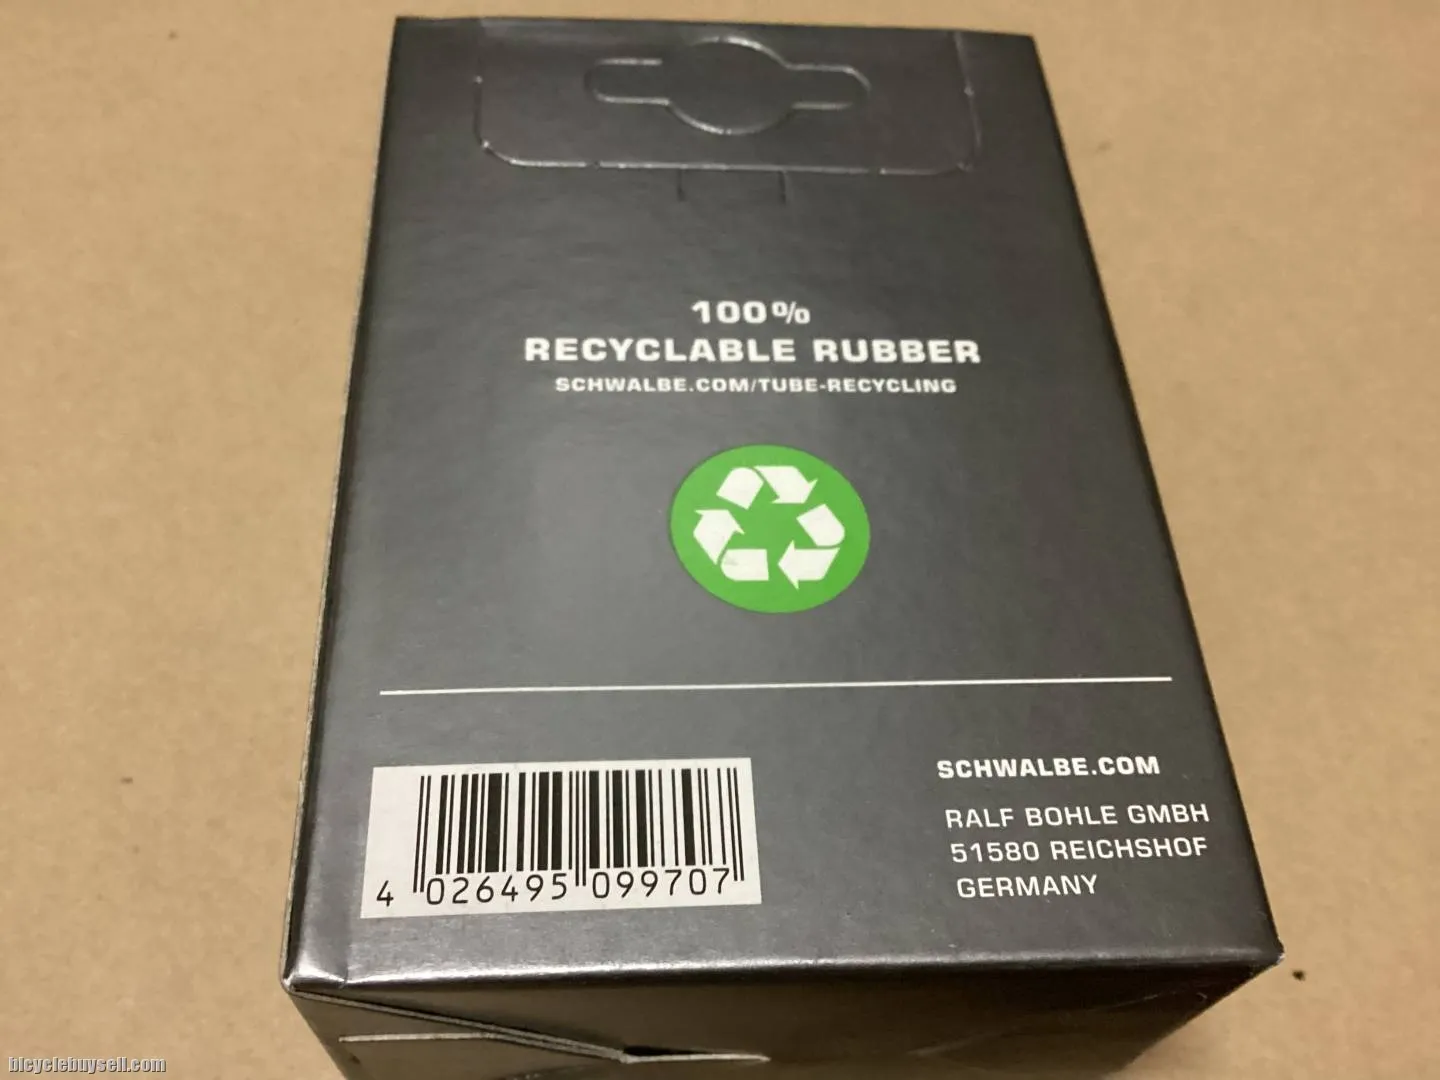 100%
RECYCLABLE RUBBER
SCHWALBE.COM/TUBE-RECYCLING
SCHWALBE.COM
RALF BOHLE GMBH
51580 REICHSHOF
GERMANY
4 026495 099707
bicyclebuysell.com